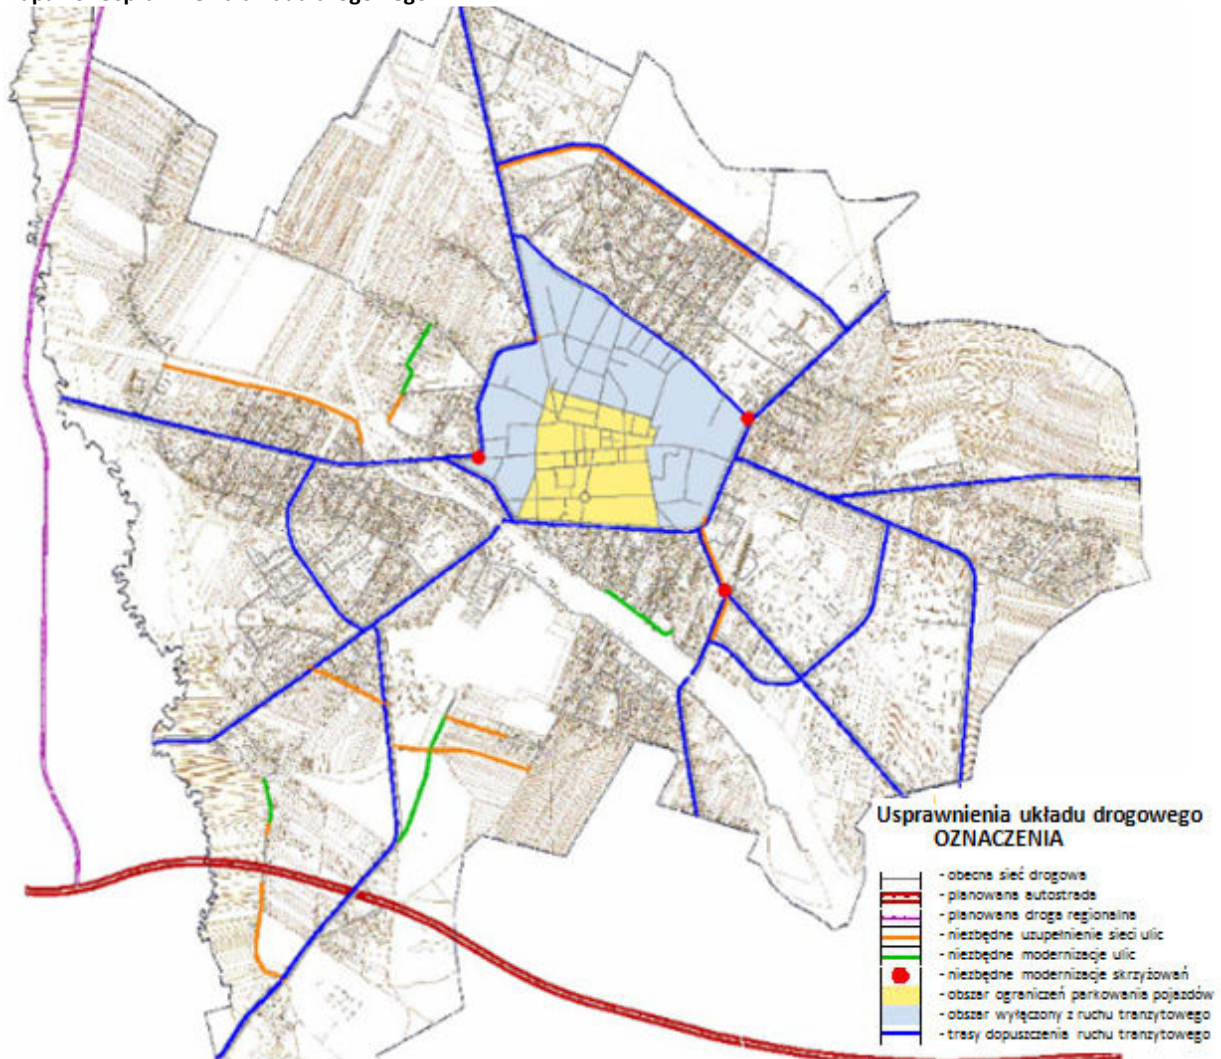 Usprawnienia układu drogowego
OZNACZENIA
- obecna sieć drogowa
- planowana autostrada
- planowana droga regionalna
- niezbędne uzupełnienie sieci ulic
- niezbędne modernizacje ulic
- niezbędne modernizacje skrzyżowań
- obszar ograniczeń parkowania pojazdów
- obszar wyłączony z ruchu tranzytowego
- trasy dopuszczenia ruchu tranzytowego